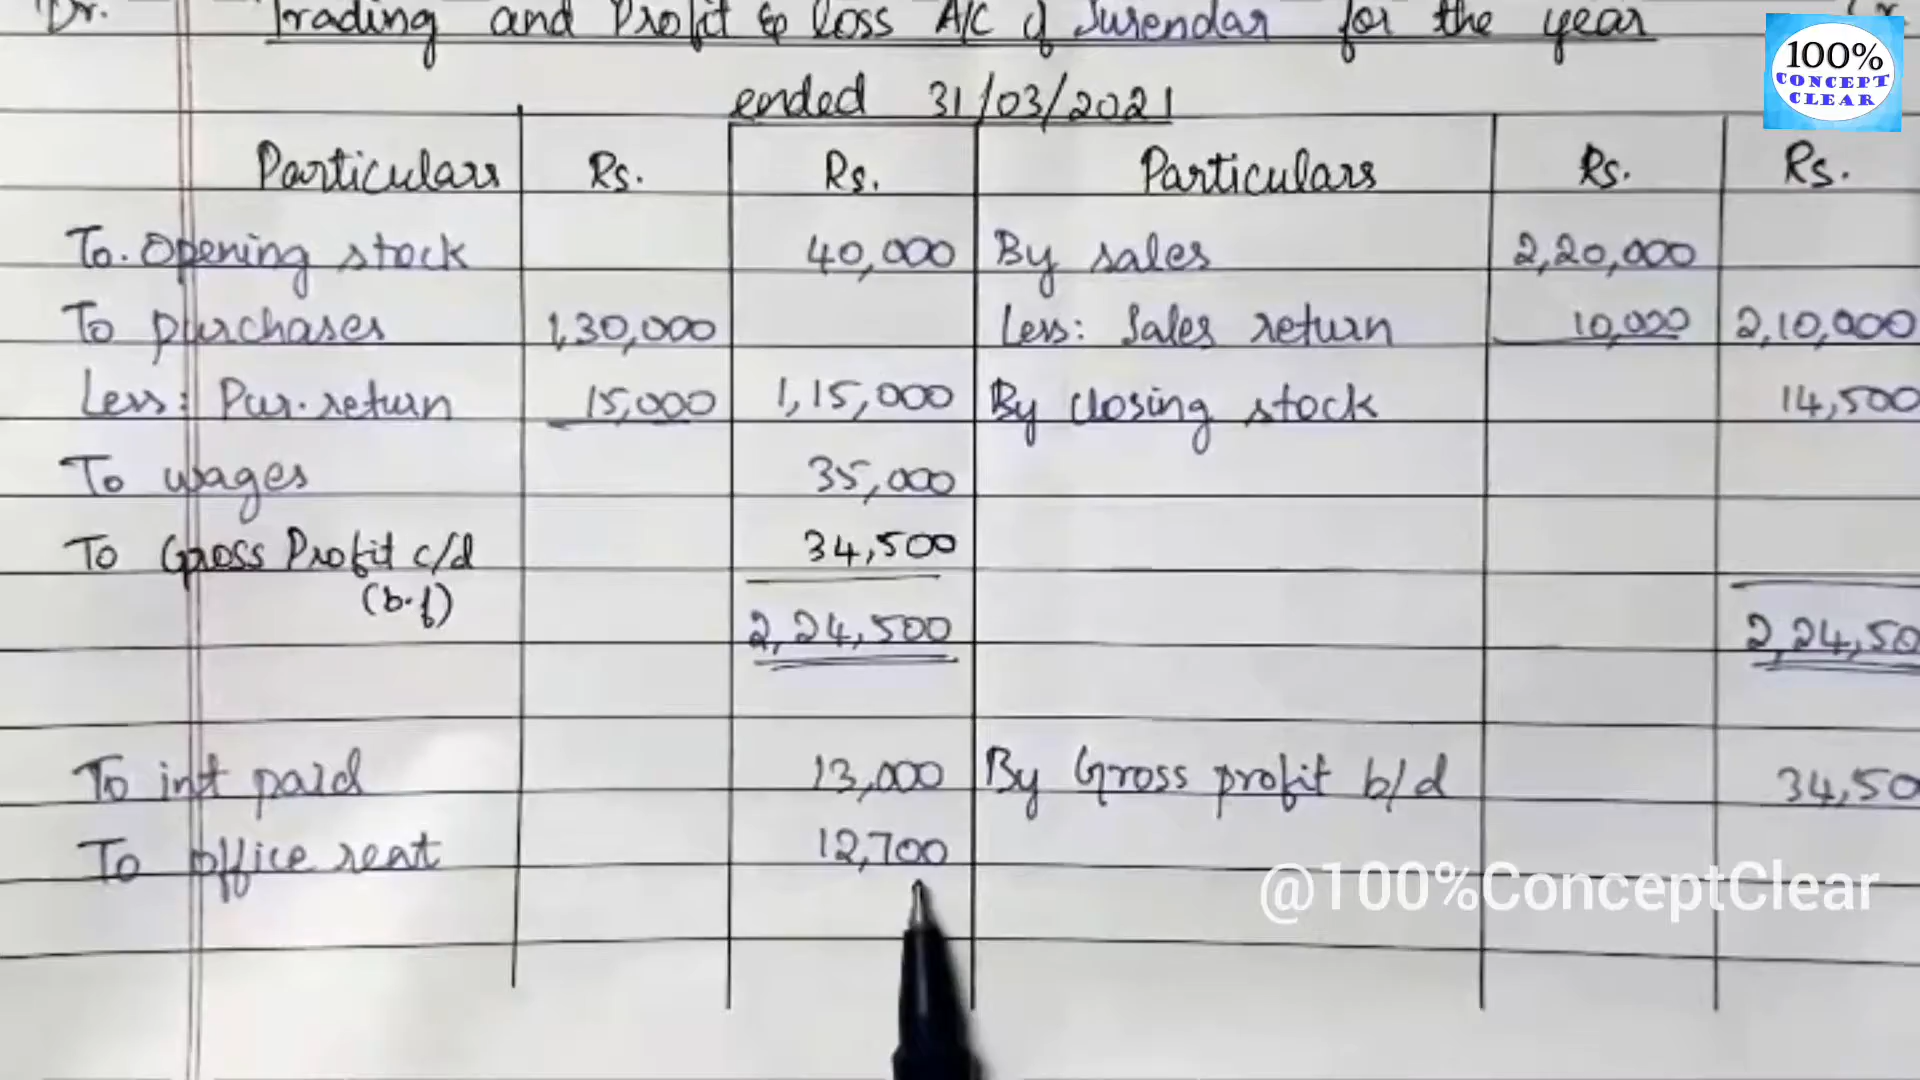 Dr. Trading and Profit & loss A/C of Surendar for the year
ended 31/03/2021
Particulars Rs. Rs. Particulars Rs. Rs.
To. Opening stock 40,000 By sales 2,20,000
To purchases 1,30,000 Less: Sales return 10,000 2,10,000
Less: Pur. return 15,000 1,15,000 By closing stock 14,500
To wages 35,000
To Gross Profit c/d 34,500
(b.f)
2,24,500 2,24,50
To int paid 13,000 By Gross profit b/d 34,50
To office rent 12,700
100%
CONCEPT
CLEAR
@100%ConceptClear